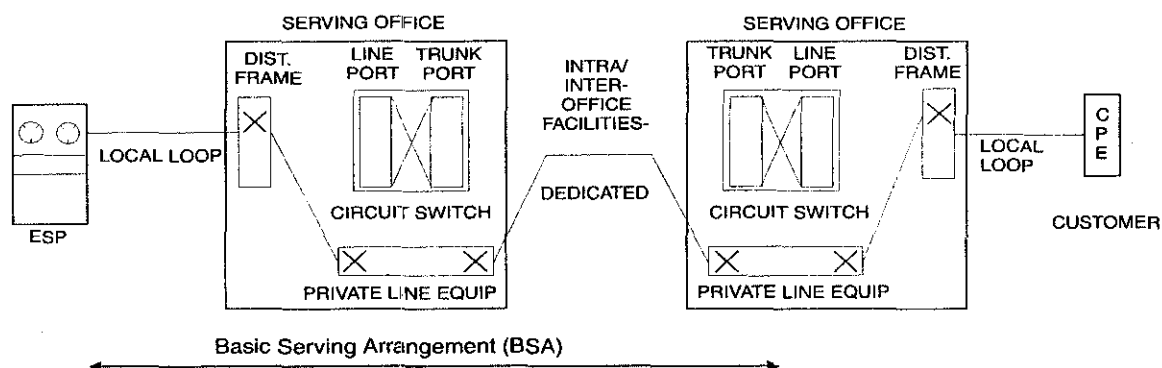 SERVING OFFICE
SERVING OFFICE
DIST.
FRAME
LINE
PORT
TRUNK
PORT
INTRA/
INTER-
OFFICE
FACILITIES-
TRUNK
PORT
LINE
PORT
DIST.
FRAME
CPE
LOCAL LOOP
LOCAL
LOOP
DEDICATED
CIRCUIT SWITCH
CIRCUIT SWITCH
ESP
CUSTOMER
PRIVATE LINE EQUIP
PRIVATE LINE EQUIP
Basic Serving Arrangement (BSA)